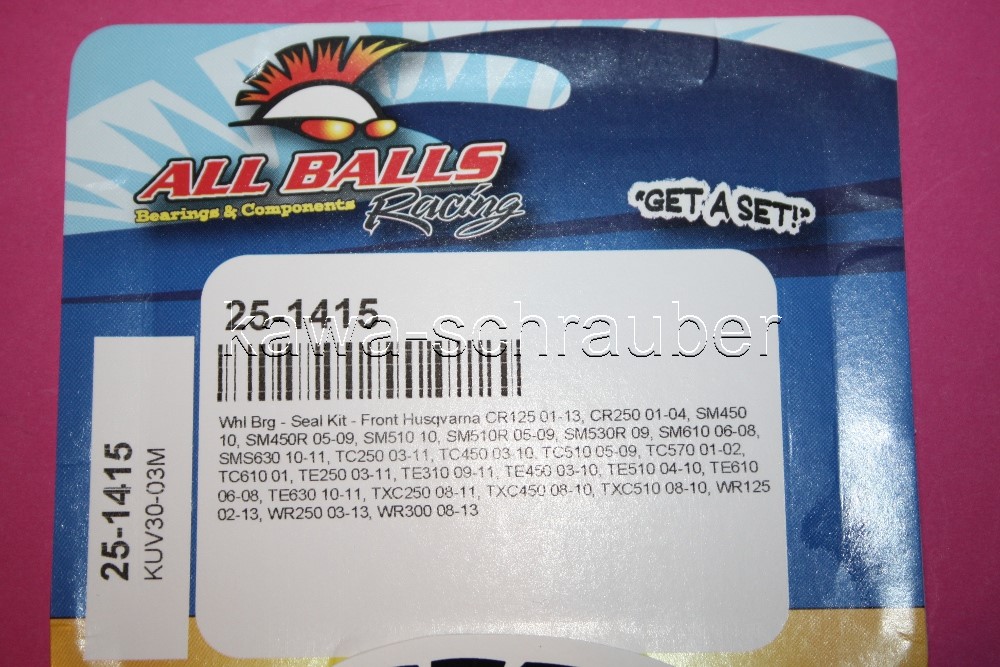 ALL BALLS
Racing
Bearings & Components
"GET A SET!"
25-1415
kawa-schrauber
Whl Brg - Seal Kit - Front Husqvarna CR125 01-13, CR250 01-04, SM450
10, SM450R 05-09, SM510 10, SM510R 05-09, SM530R 09, SM610 06-08,
SMS630 10-11, TC250 03-11, TC450 03-10, TC510 05-09, TC570 01-02,
TC610 01, TE250 03-11, TE310 09-11, TE450 03-10, TE510 04-10, TE610
06-08, TE630 10-11, TXC250 08-11, TXC450 08-10, TXC510 08-10, WR125
02-13, WR250 03-13, WR300 08-13
25-1415
KUV30-03M